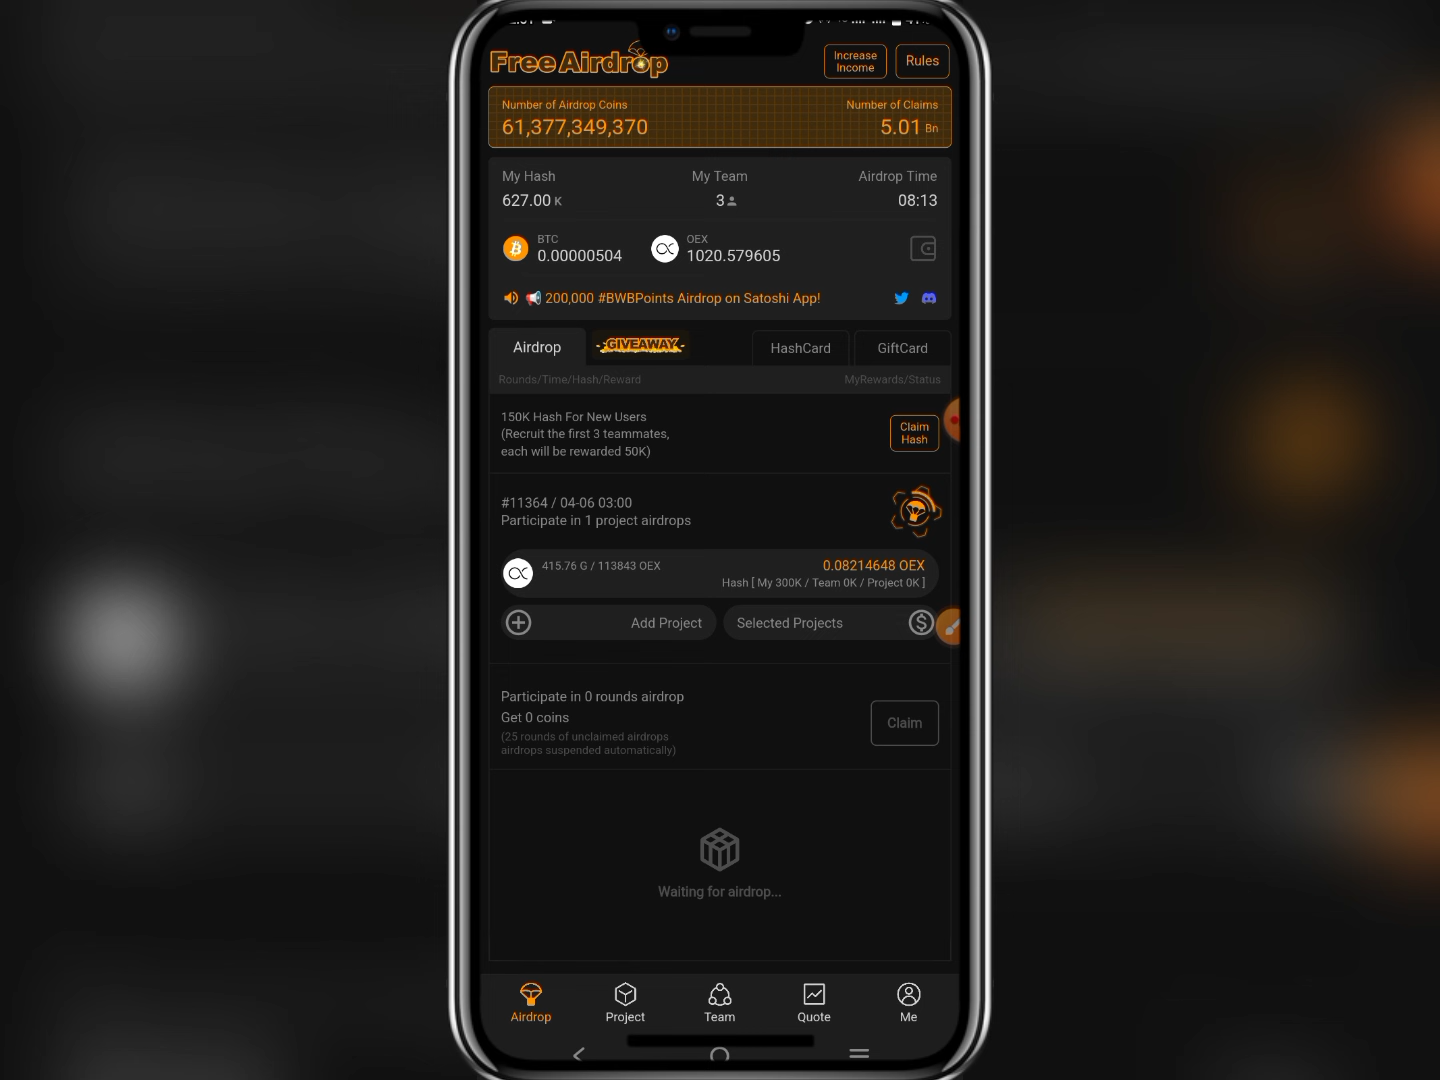 Free Airdrop
Increase
Income
Rules
Number of Airdrop Coins
Number of Claims
61,377,349,370
5.01 Bn
My Hash
My Team
Airdrop Time
627.00 K
3
08:13
BTC
0.00000504
OEX
1020.579605
200,000 #BWBPoints Airdrop on Satoshi App!
Airdrop
GIVEAWAY
HashCard
GiftCard
Rounds/Time/Hash/Reward
MyRewards/Status
150K Hash For New Users
(Recruit the first 3 teammates,
each will be rewarded 50K)
Claim
Hash
#11364 / 04-06 03:00
Participate in 1 project airdrops
415.76 G / 113843 OEX
0.08214648 OEX
Hash [ My 300K / Team 0K / Project 0K ]
Add Project
Selected Projects
Participate in 0 rounds airdrop
Get 0 coins
(25 rounds of unclaimed airdrops
airdrops suspended automatically)
Claim
Waiting for airdrop...
Airdrop
Project
Team
Quote
Me